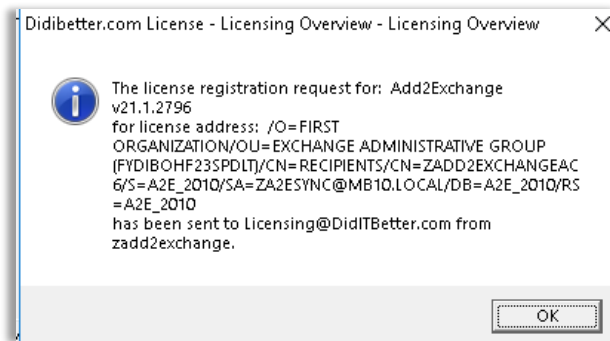 Didibetter.com License - Licensing Overview - Licensing Overview
The license registration request for: Add2Exchange
v21.1.2796
for license address: /O=FIRST
ORGANIZATION/OU=EXCHANGE ADMINISTRATIVE GROUP
(FYDIBOHF23SPDLT)/CN=RECIPIENTS/CN=ZADD2EXCHANGEAC
6/S=A2E_2010/SA=ZA2ESYNC@MB10.LOCAL/DB=A2E_2010/RS
=A2E_2010
has been sent to Licensing@DidITBetter.com from
zadd2exchange.
OK